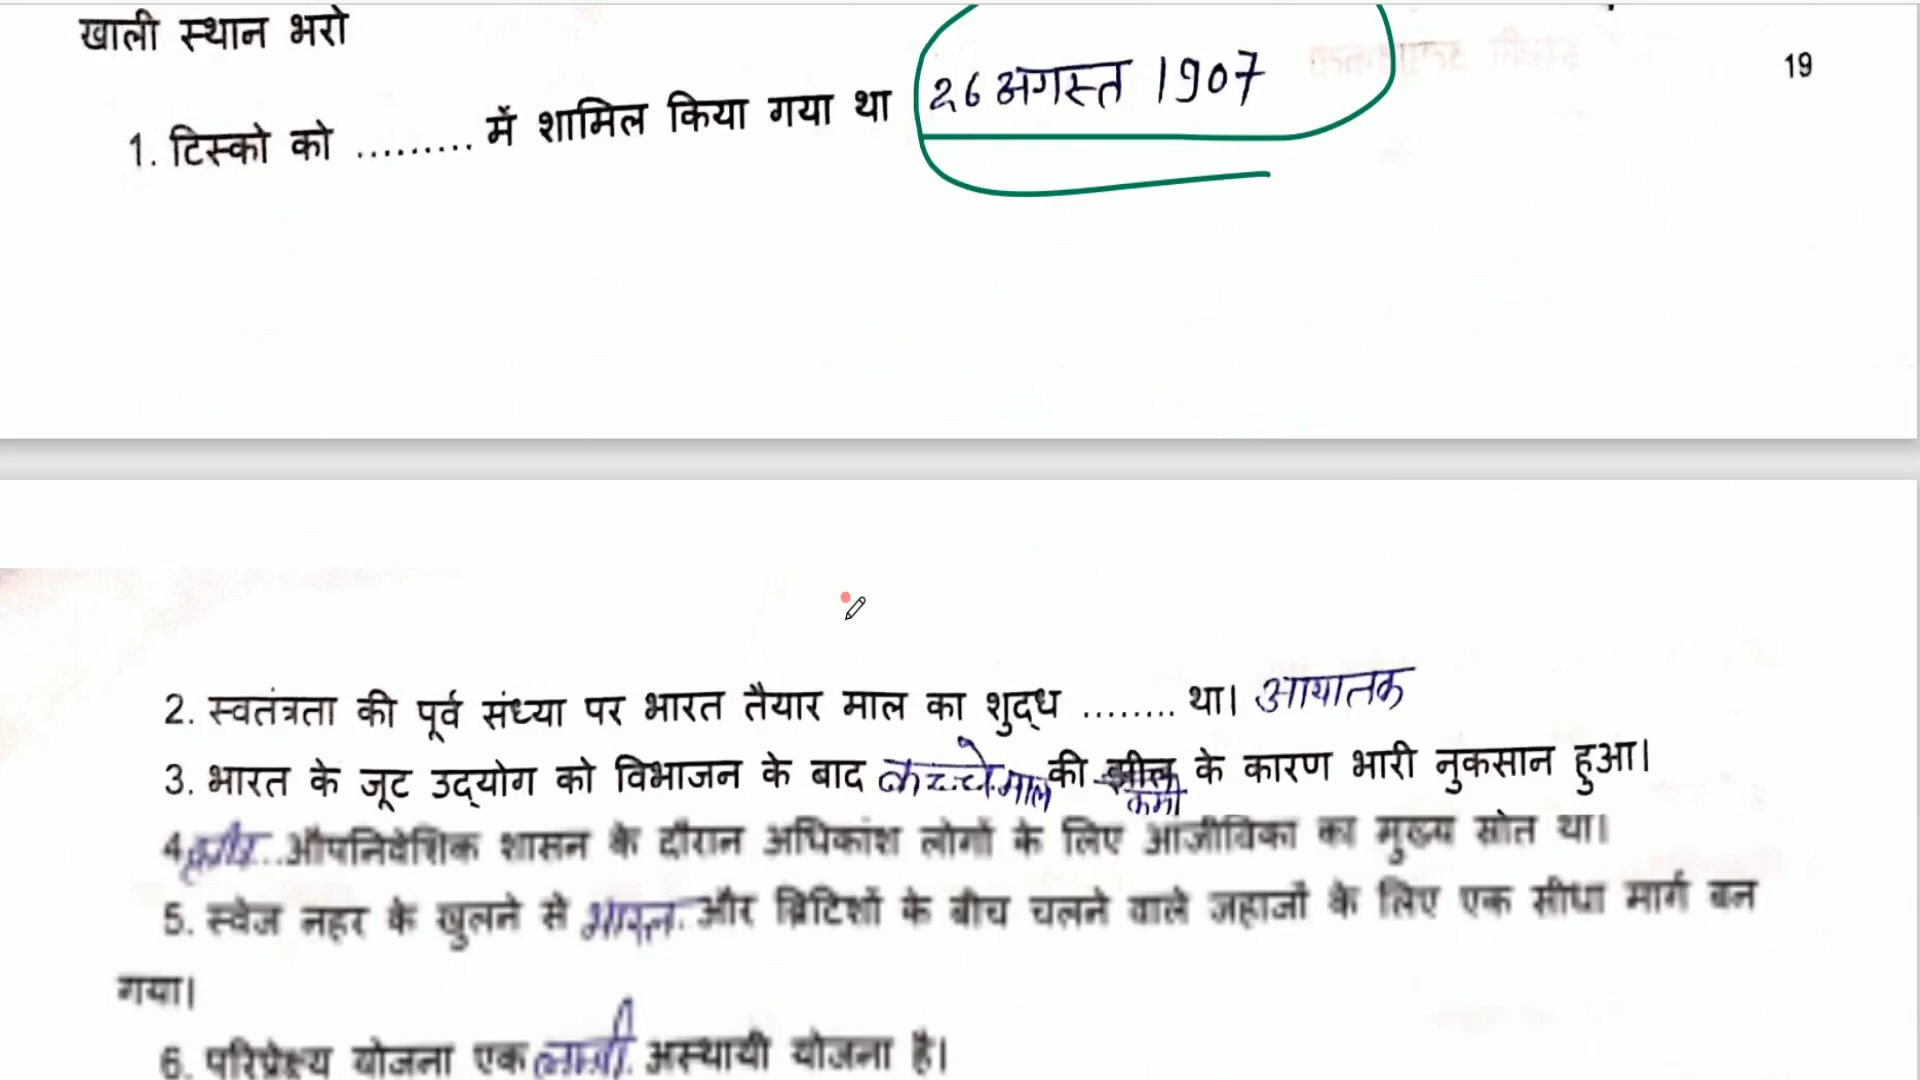 खाली स्थान भरो
19
1. टिस्को को ......... में शामिल किया गया था 26 अगस्त 1907
2. स्वतंत्रता की पूर्व संध्या पर भारत तैयार माल का शुद्ध ........ था। आयातक
3. भारत के जूट उद्योग को विभाजन के बाद कच्चे माल की झील कमी के कारण भारी नुकसान हुआ।
4. कृषि.. औपनिवेशिक शासन के दौरान अधिकांश लोगों के लिए आजीविका का मुख्य स्रोत था।
5. स्वेज नहर के खुलने से भारत. और ब्रिटिशों के बीच चलने वाले जहाजों के लिए एक सीधा मार्ग बन
गया।
6. परिप्रेक्ष्य योजना एक अस्थायी योजना है।